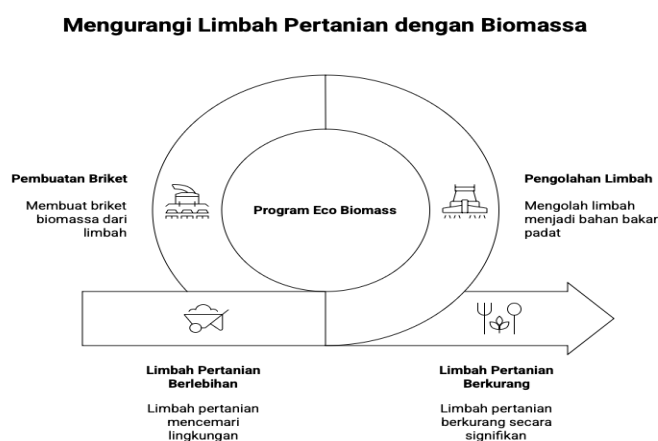 Mengurangi Limbah Pertanian dengan Biomassa
Pembuatan Briket
Membuat briket
biomassa dari
limbah
Program Eco Biomass
Pengolahan Limbah
Mengolah limbah
menjadi bahan bakar
padat
Limbah Pertanian
Berlebihan
Limbah pertanian
mencemari
lingkungan
Limbah Pertanian
Berkurang
Limbah pertanian
berkurang secara
signifikan